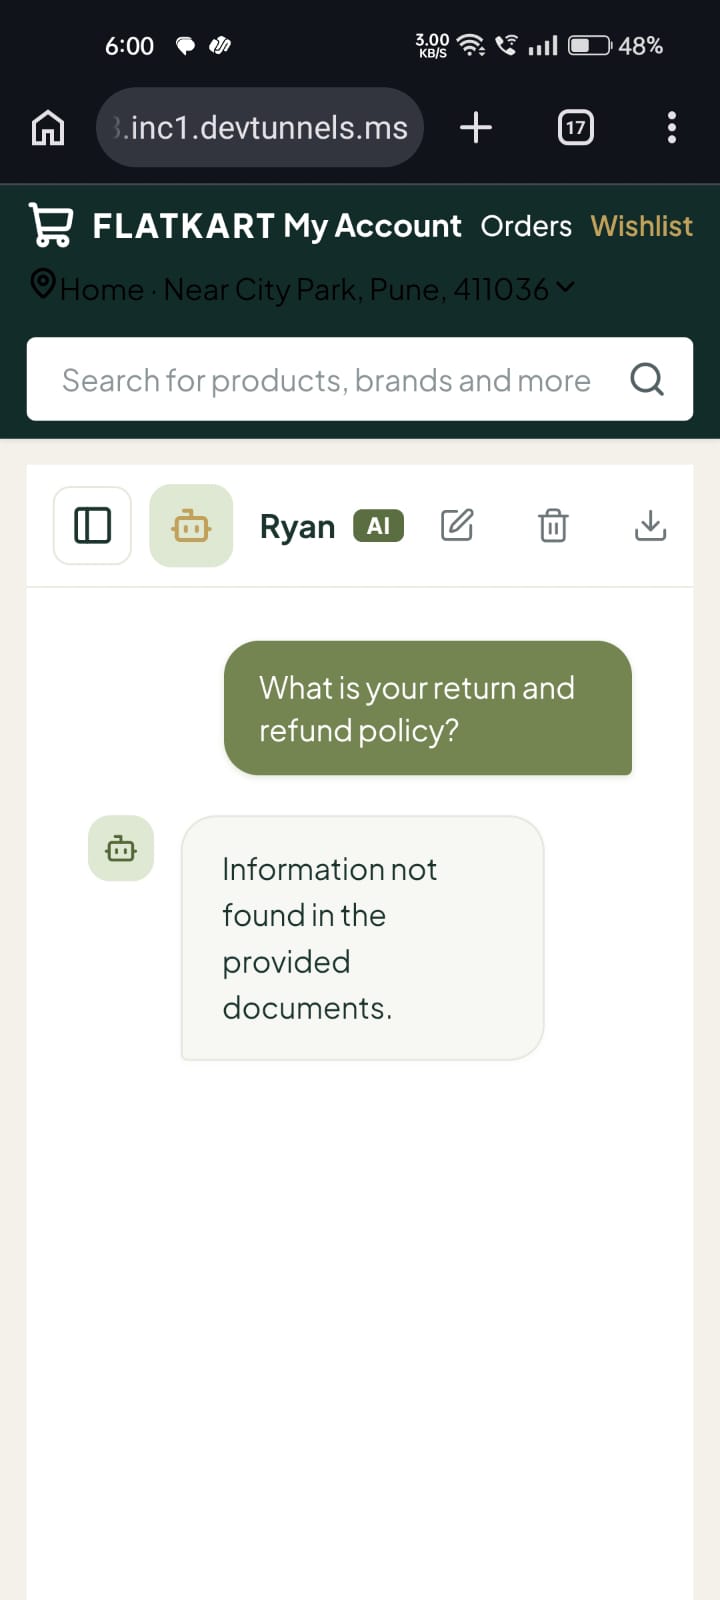 6:00 3.00 KB/S 48%
.inc1.devtunnels.ms 17
FLATKART My Account Orders Wishlist
Home · Near City Park, Pune, 411036
Search for products, brands and more
Ryan AI
What is your return and
refund policy?
Information not
found in the
provided
documents.